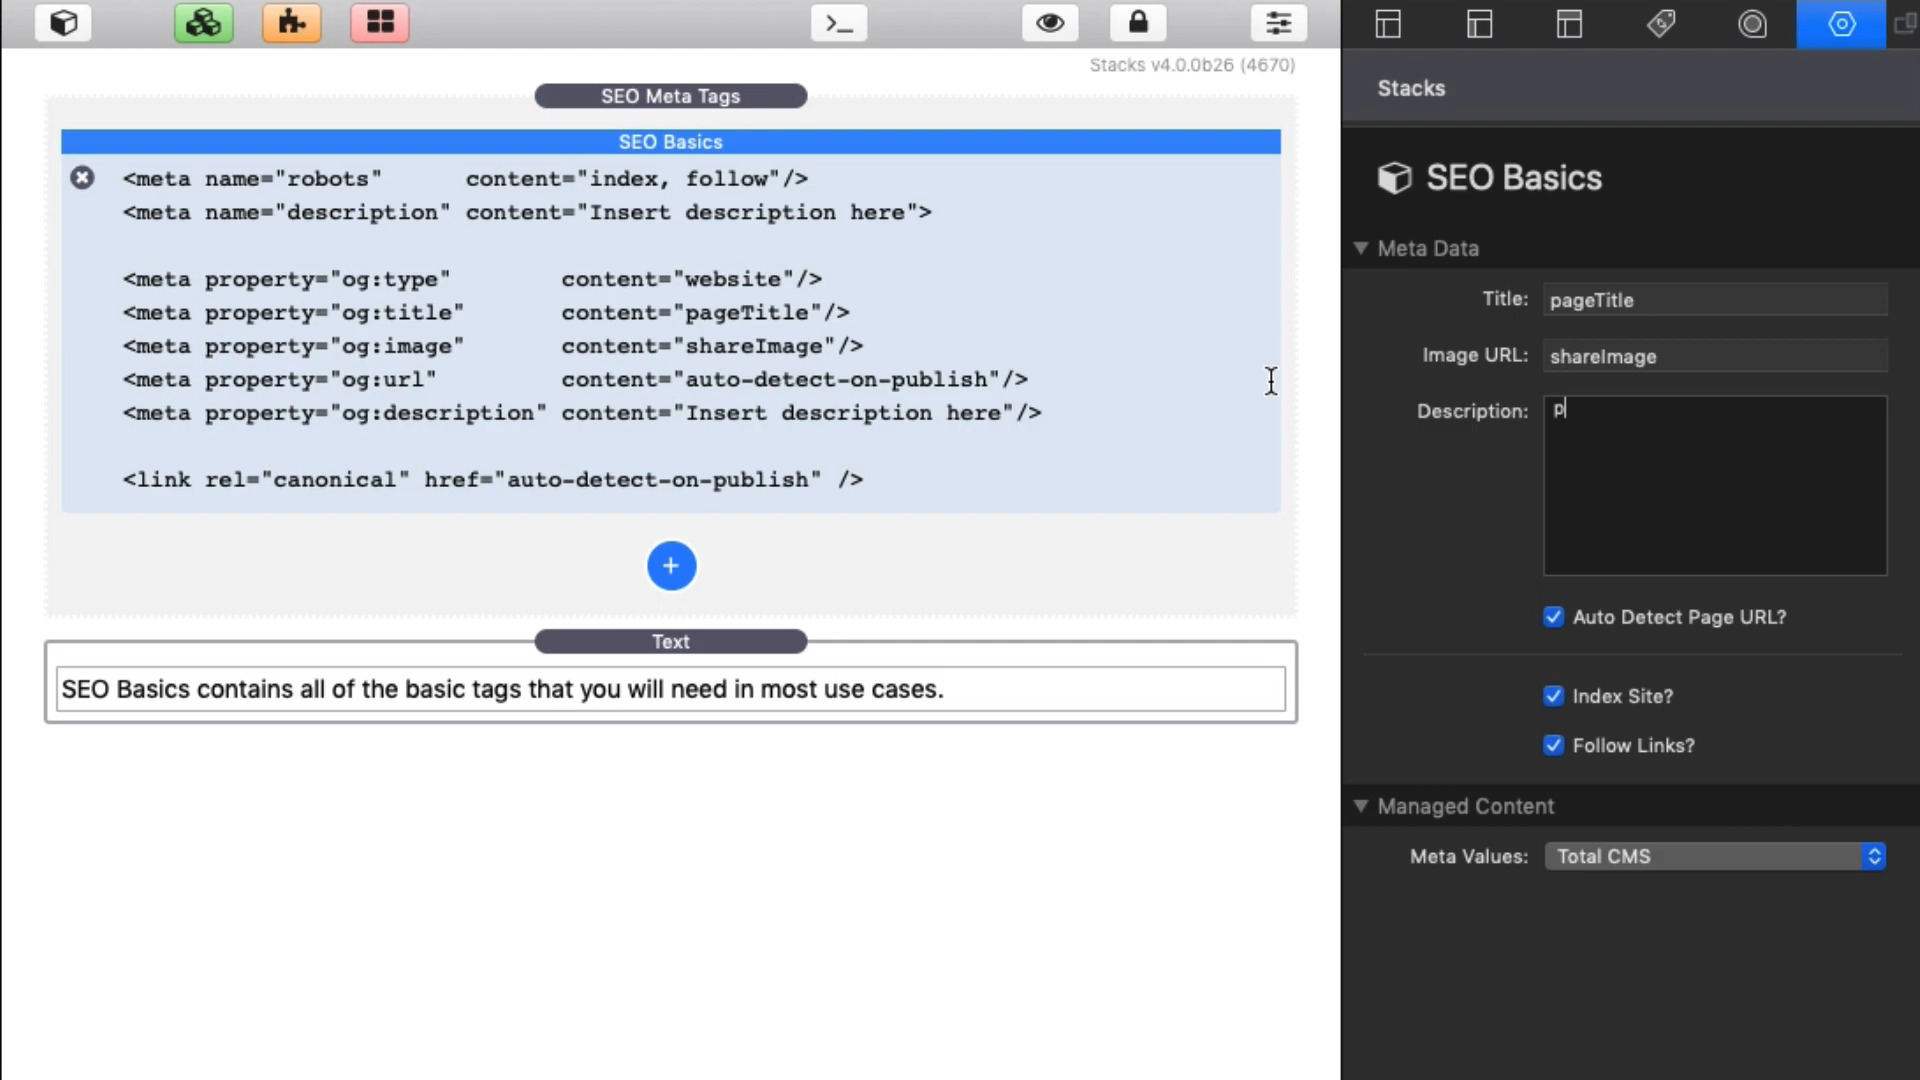 Stacks v4.0.0b26 (4670)
SEO Meta Tags
SEO Basics
<meta name="robots" content="index, follow"/>
<meta name="description" content="Insert description here">
<meta property="og:type" content="website"/>
<meta property="og:title" content="pageTitle"/>
<meta property="og:image" content="shareImage"/>
<meta property="og:url" content="auto-detect-on-publish"/>
<meta property="og:description" content="Insert description here"/>
<link rel="canonical" href="auto-detect-on-publish" />
Text
SEO Basics contains all of the basic tags that you will need in most use cases.
Stacks
SEO Basics
Meta Data
Title: pageTitle
Image URL: shareImage
Description: p
Auto Detect Page URL?
Index Site?
Follow Links?
Managed Content
Meta Values: Total CMS